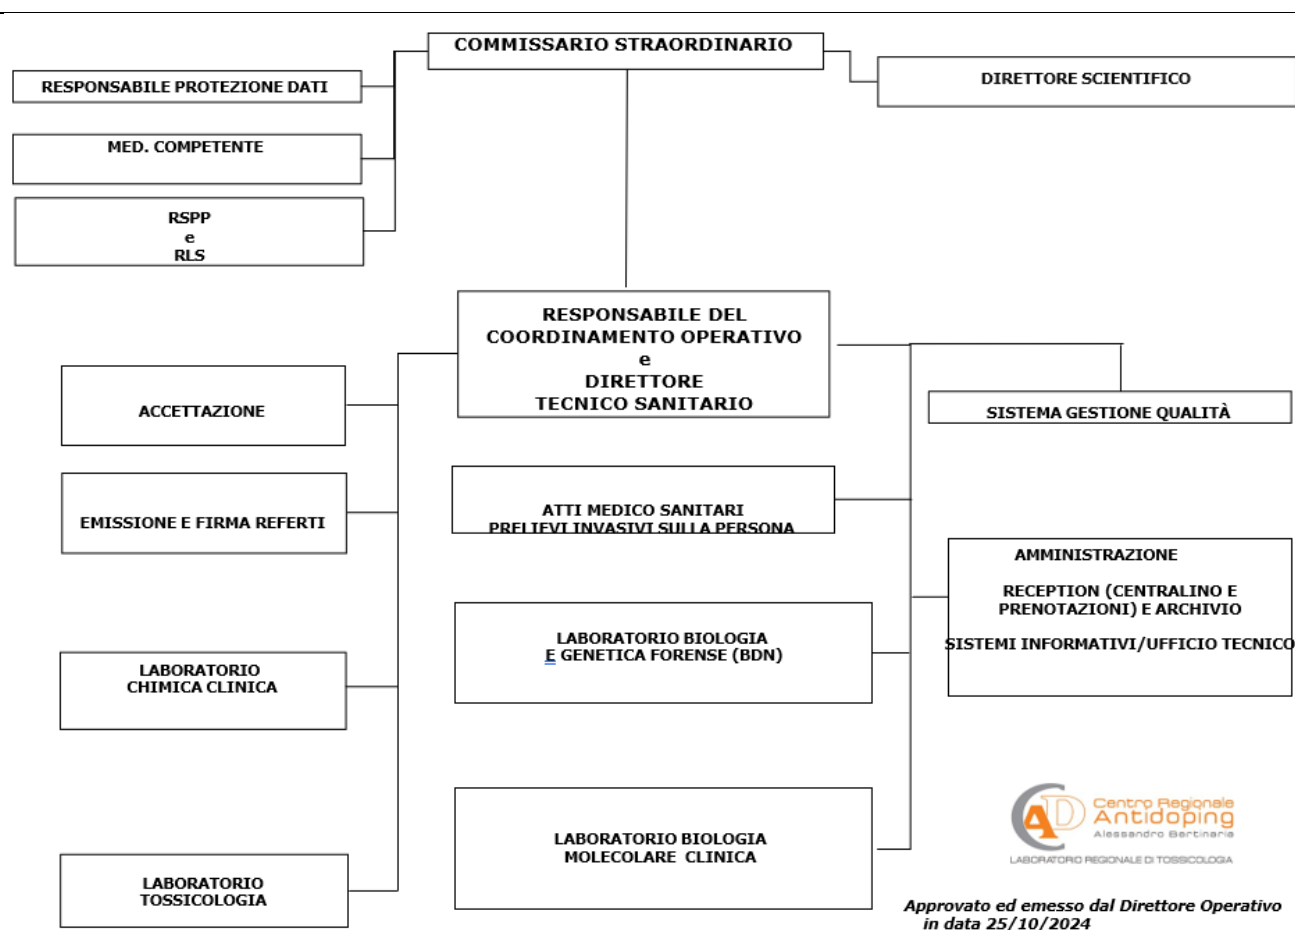 COMMISSARIO STRAORDINARIO
DIRETTORE SCIENTIFICO
RESPONSABILE PROTEZIONE DATI
MED. COMPETENTE
RSPP
e
RLS
RESPONSABILE DEL
COORDINAMENTO OPERATIVO
e
DIRETTORE
TECNICO SANITARIO
ACCETTAZIONE
SISTEMA GESTIONE QUALITÀ
EMISSIONE E FIRMA REFERTI
ATTI MEDICO SANITARI
PRELIEVI INVASIVI SULLA PERSONA
AMMINISTRAZIONE
RECEPTION (CENTRALINO E
PRENOTAZIONI) E ARCHIVIO
SISTEMI INFORMATIVI/UFFICIO TECNICO
LABORATORIO BIOLOGIA
E GENETICA FORENSE (BDN)
LABORATORIO
CHIMICA CLINICA
LABORATORIO BIOLOGIA
MOLECOLARE CLINICA
LABORATORIO
TOSSICOLOGIA
CAD
Centro Regionale
Antidoping
Alessandro Bertinaria
LABORATORIO REGIONALE DI TOSSICOLOGIA
Approvato ed emesso dal Direttore Operativo
in data 25/10/2024